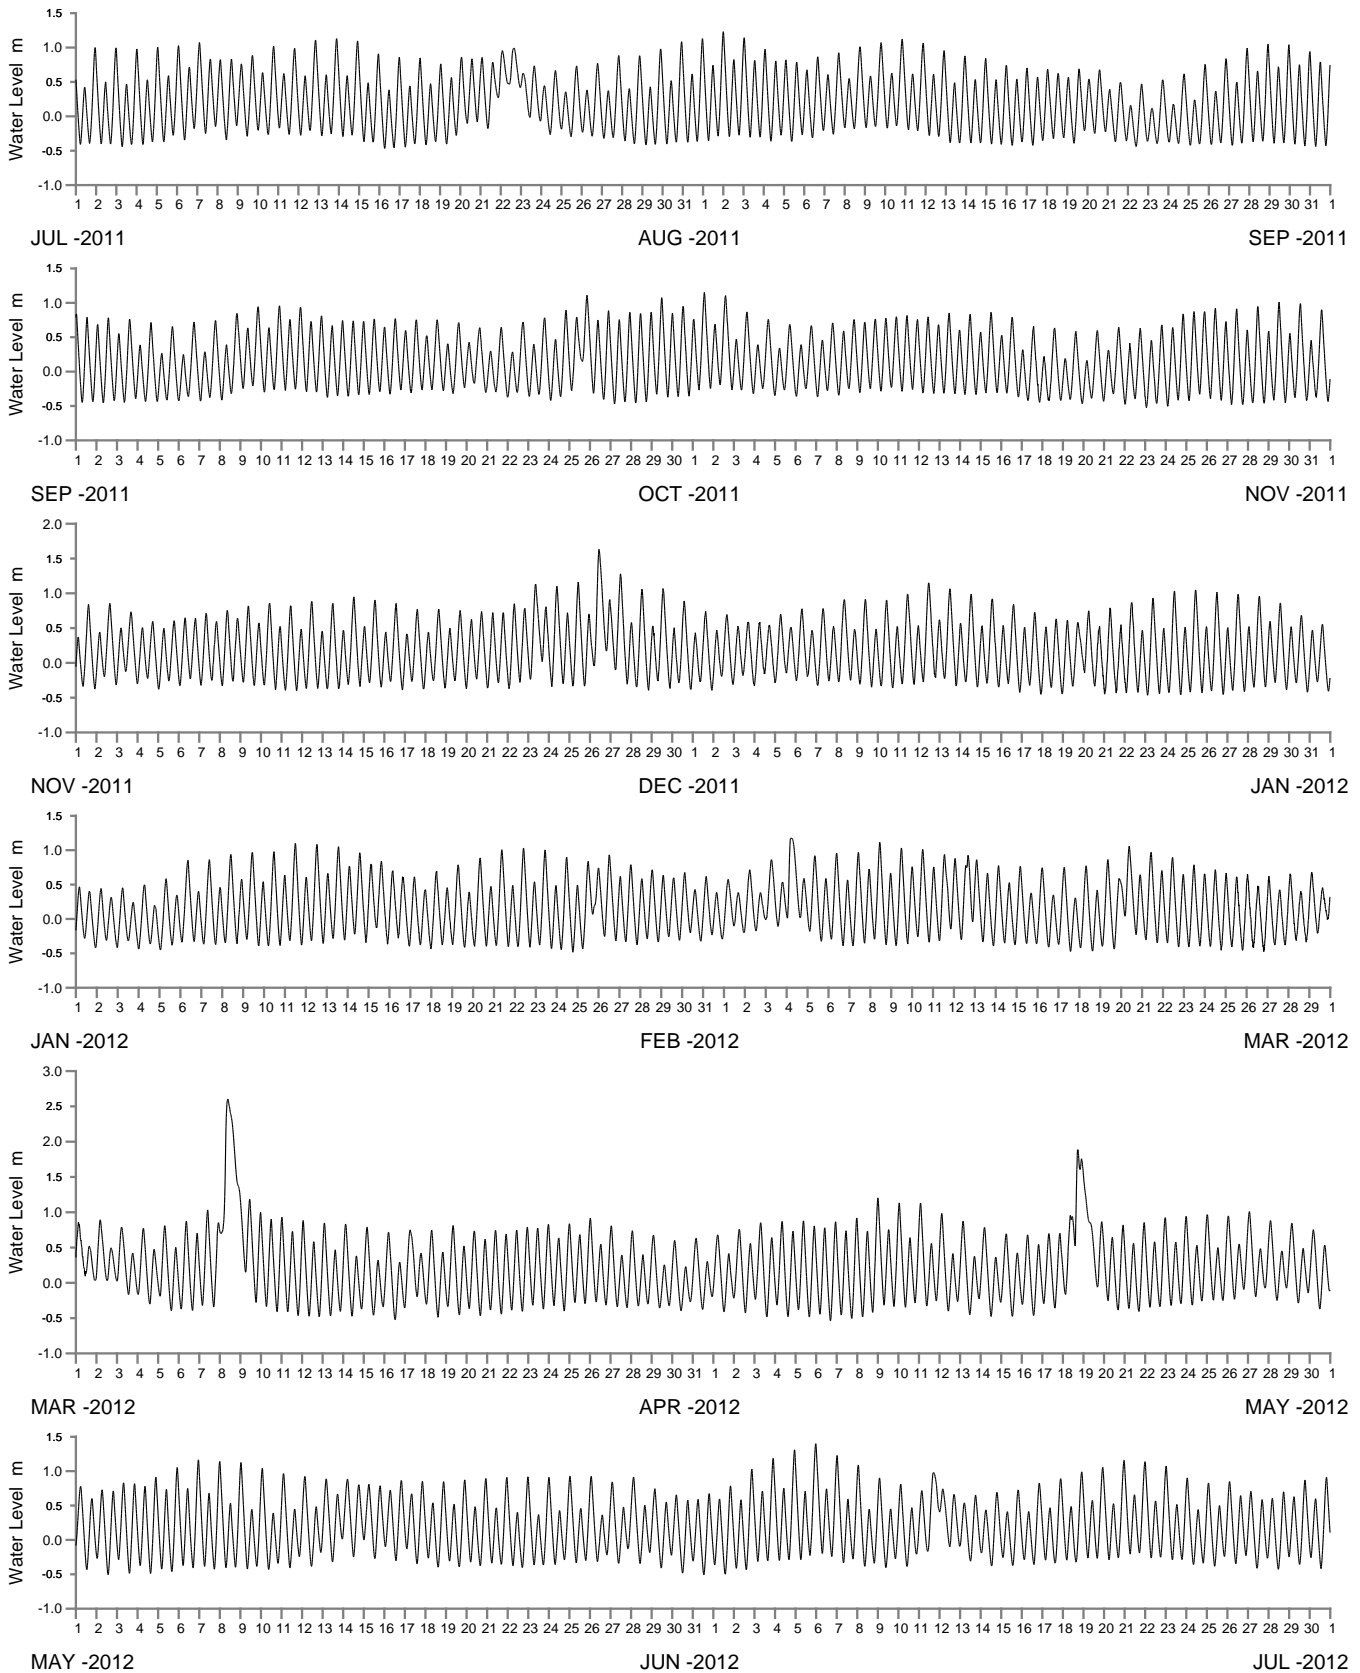 1.5
1.0
0.5
0.0
-0.5
-1.0
Water Level m
1 2 3 4 5 6 7 8 9 10 11 12 13 14 15 16 17 18 19 20 21 22 23 24 25 26 27 28 29 30 31 1 2 3 4 5 6 7 8 9 10 11 12 13 14 15 16 17 18 19 20 21 22 23 24 25 26 27 28 29 30 31 1
JUL -2011 AUG -2011 SEP -2011
1.5
1.0
0.5
0.0
-0.5
-1.0
Water Level m
1 2 3 4 5 6 7 8 9 10 11 12 13 14 15 16 17 18 19 20 21 22 23 24 25 26 27 28 29 30 1 2 3 4 5 6 7 8 9 10 11 12 13 14 15 16 17 18 19 20 21 22 23 24 25 26 27 28 29 30 31 1
SEP -2011 OCT -2011 NOV -2011
2.0
1.5
1.0
0.5
0.0
-0.5
-1.0
Water Level m
1 2 3 4 5 6 7 8 9 10 11 12 13 14 15 16 17 18 19 20 21 22 23 24 25 26 27 28 29 30 1 2 3 4 5 6 7 8 9 10 11 12 13 14 15 16 17 18 19 20 21 22 23 24 25 26 27 28 29 30 31 1
NOV -2011 DEC -2011 JAN -2012
1.5
1.0
0.5
0.0
-0.5
-1.0
Water Level m
1 2 3 4 5 6 7 8 9 10 11 12 13 14 15 16 17 18 19 20 21 22 23 24 25 26 27 28 29 30 31 1 2 3 4 5 6 7 8 9 10 11 12 13 14 15 16 17 18 19 20 21 22 23 24 25 26 27 28 29 1
JAN -2012 FEB -2012 MAR -2012
3.0
2.5
2.0
1.5
1.0
0.5
0.0
-0.5
-1.0
Water Level m
1 2 3 4 5 6 7 8 9 10 11 12 13 14 15 16 17 18 19 20 21 22 23 24 25 26 27 28 29 30 31 1 2 3 4 5 6 7 8 9 10 11 12 13 14 15 16 17 18 19 20 21 22 23 24 25 26 27 28 29 30 1
MAR -2012 APR -2012 MAY -2012
1.5
1.0
0.5
0.0
-0.5
-1.0
Water Level m
1 2 3 4 5 6 7 8 9 10 11 12 13 14 15 16 17 18 19 20 21 22 23 24 25 26 27 28 29 30 31 1 2 3 4 5 6 7 8 9 10 11 12 13 14 15 16 17 18 19 20 21 22 23 24 25 26 27 28 29 30 1
MAY -2012 JUN -2012 JUL -2012